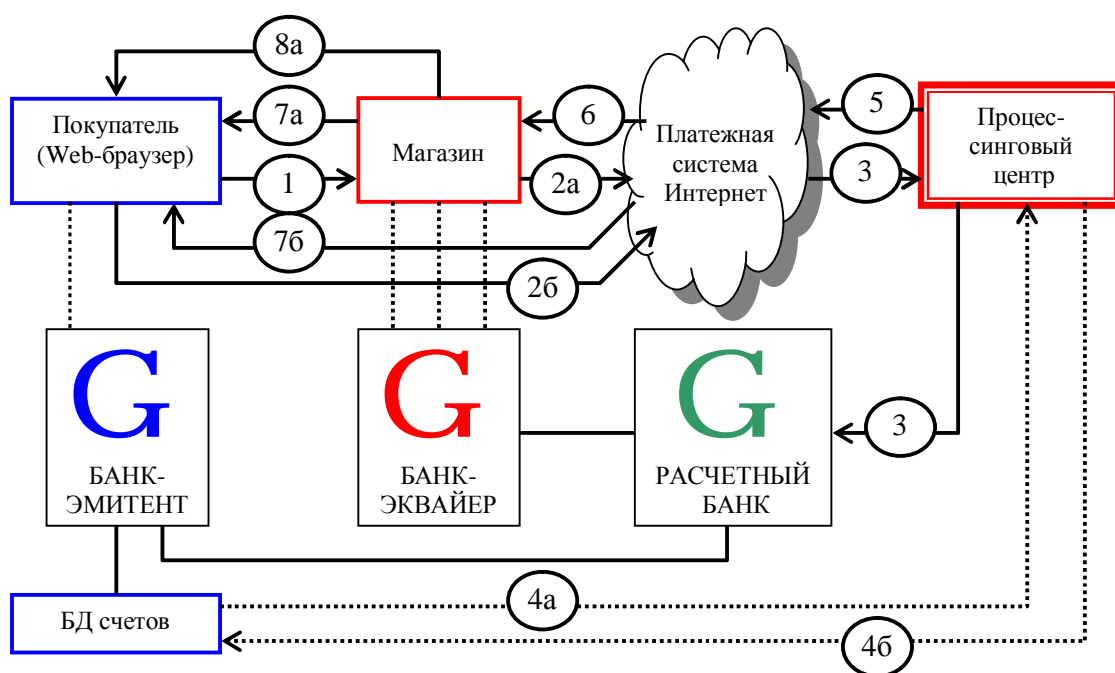 8а
Покупатель
(Web-браузер)
7а
Магазин
6
Платежная
система
Интернет
5
Процес-
синговый
центр
1
2а
3
7б
2б
G
БАНК-
ЭМИТЕНТ
G
БАНК-
ЭКВАЙЕР
G
РАСЧЕТНЫЙ
БАНК
3
БД счетов
4а
4б